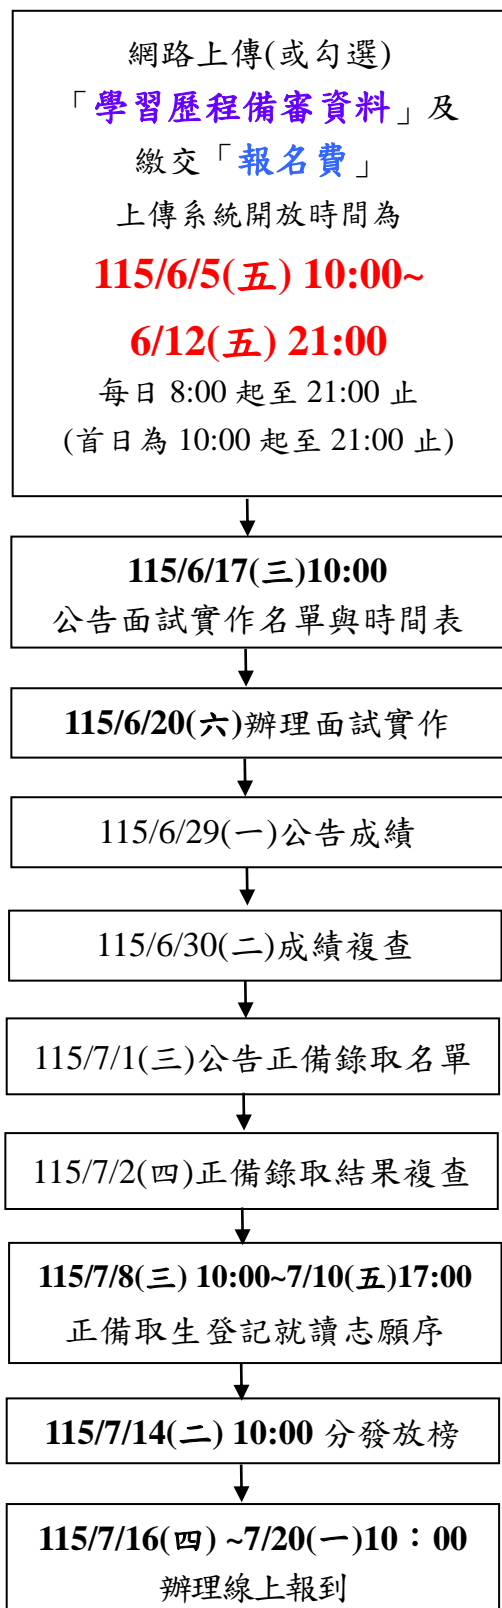 網路上傳(或勾選)
「學習歷程備審資料」及
繳交「報名費」
上傳系統開放時間為
115/6/5(五) 10:00~
6/12(五) 21:00
每日 8:00 起至 21:00 止
(首日為 10:00 起至 21:00 止)
115/6/17(三)10:00
公告面試實作名單與時間表
115/6/20(六)辦理面試實作
115/6/29(一)公告成績
115/6/30(二)成績複查
115/7/1(三)公告正備錄取名單
115/7/2(四)正備錄取結果複查
115/7/8(三) 10:00~7/10(五)17:00
正備取生登記就讀志願序
115/7/14(二) 10:00 分發放榜
115/7/16(四) ~7/20(一)10：00
辦理線上報到